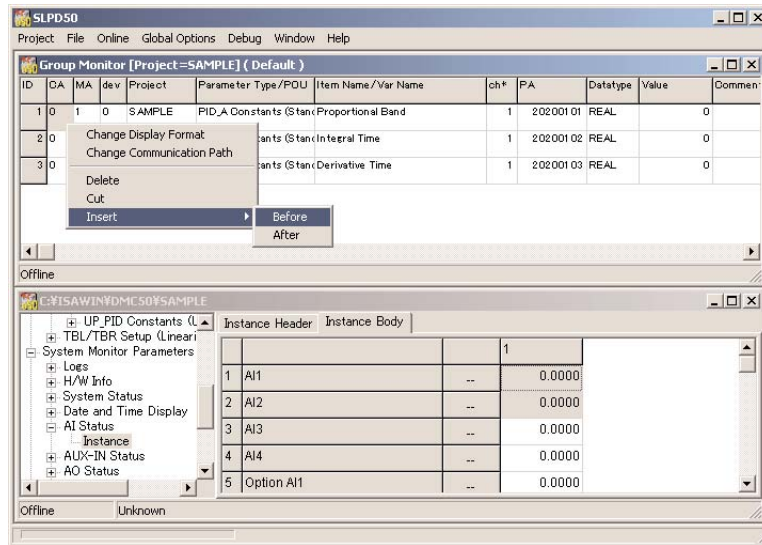 SLPD50
Project File Online Global Options Debug Window Help
Group Monitor [Project=SAMPLE] ( Default )
ID CA MA dev Project Parameter Type/POU Item Name/Var Name ch* PA Datatype Value Commen
1 0 1 0 SAMPLE PID_A Constants (Stan Proportional Band 1 20200101 REAL 0
2 0 ants (Stan Integral Time 1 20200102 REAL 0
3 0 ants (Stan Derivative Time 1 20200103 REAL 0
Change Display Format
Change Communication Path
Delete
Cut
Insert
Before
After
Offline
C:¥ISAWIN¥DMC50¥SAMPLE
UP_PID Constants (L
TBL/TBR Setup (Lineari
System Monitor Parameters
Logs
H/W Info
System Status
Date and Time Display
AI Status
Instance
AUX-IN Status
AO Status
Instance Header Instance Body
1
1 AI1 -- 0.0000
2 AI2 -- 0.0000
3 AI3 -- 0.0000
4 AI4 -- 0.0000
5 Option AI1 -- 0.0000
Offline Unknown